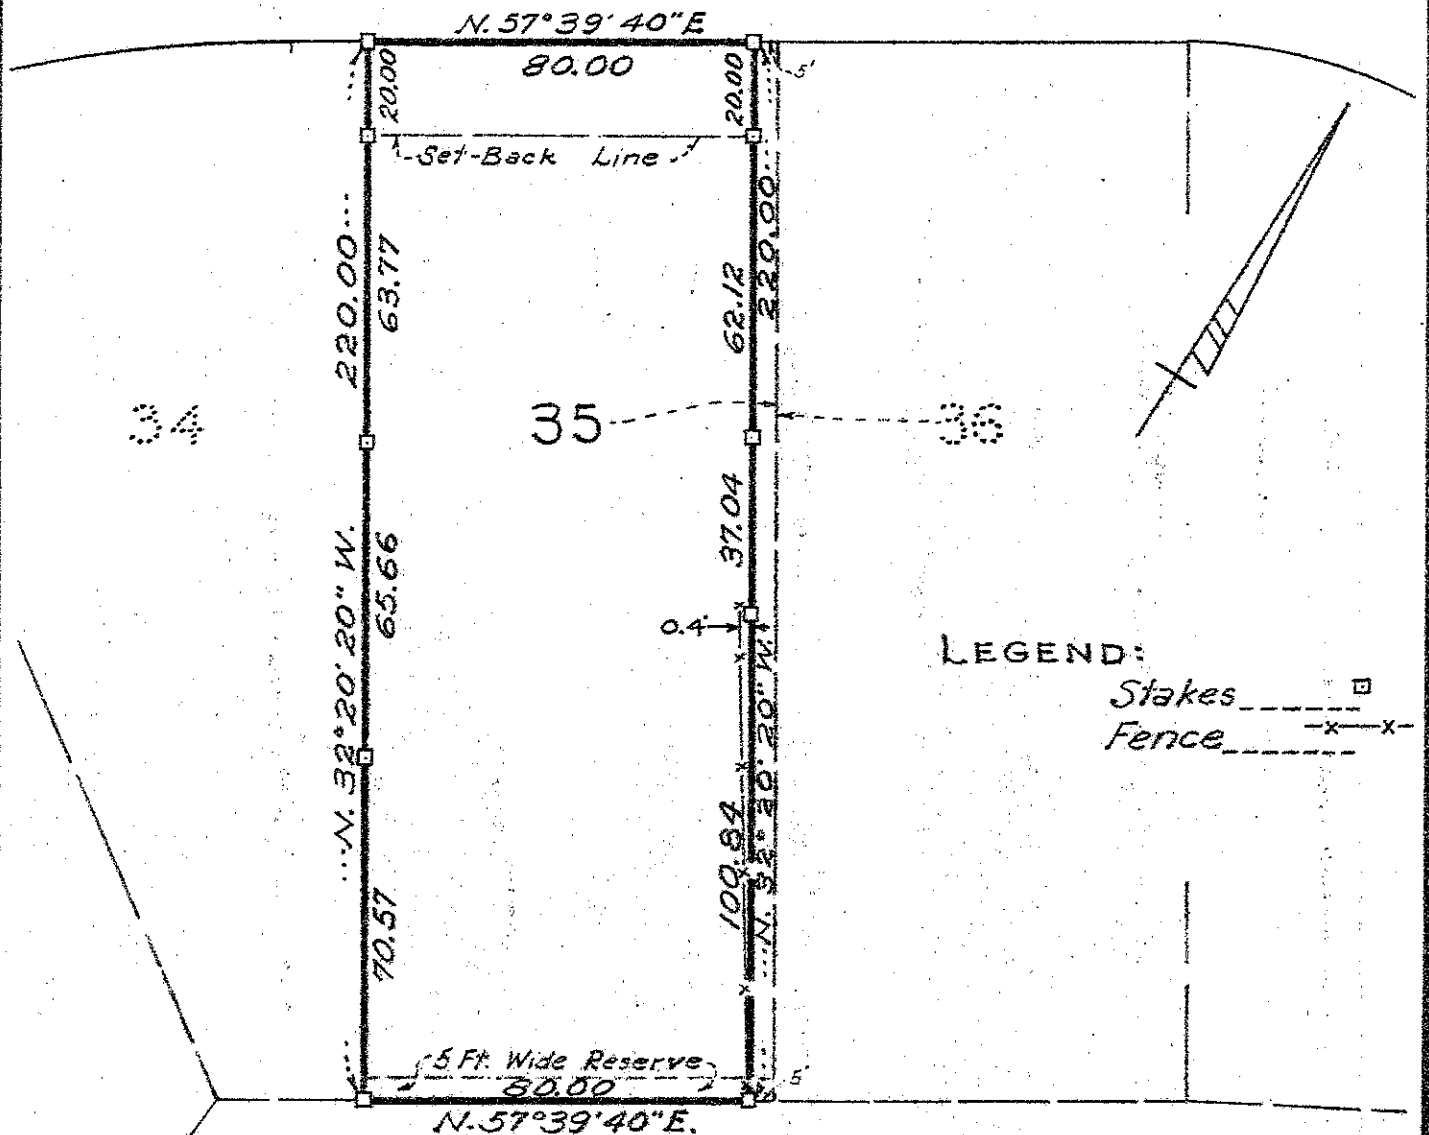 N. 57°39'40"E
80.00
20.00
20.00
5'
Set-Back Line
220.00
63.77
62.12
220.00
34
35
36
N. 32°20'20" W.
65.66
37.04
0.4'
N. 32°20'20" W.
LEGEND:
Stakes
Fence
70.57
100.84
5 Ft. Wide Reserve
80.00
5'
N. 57°39'40"E.